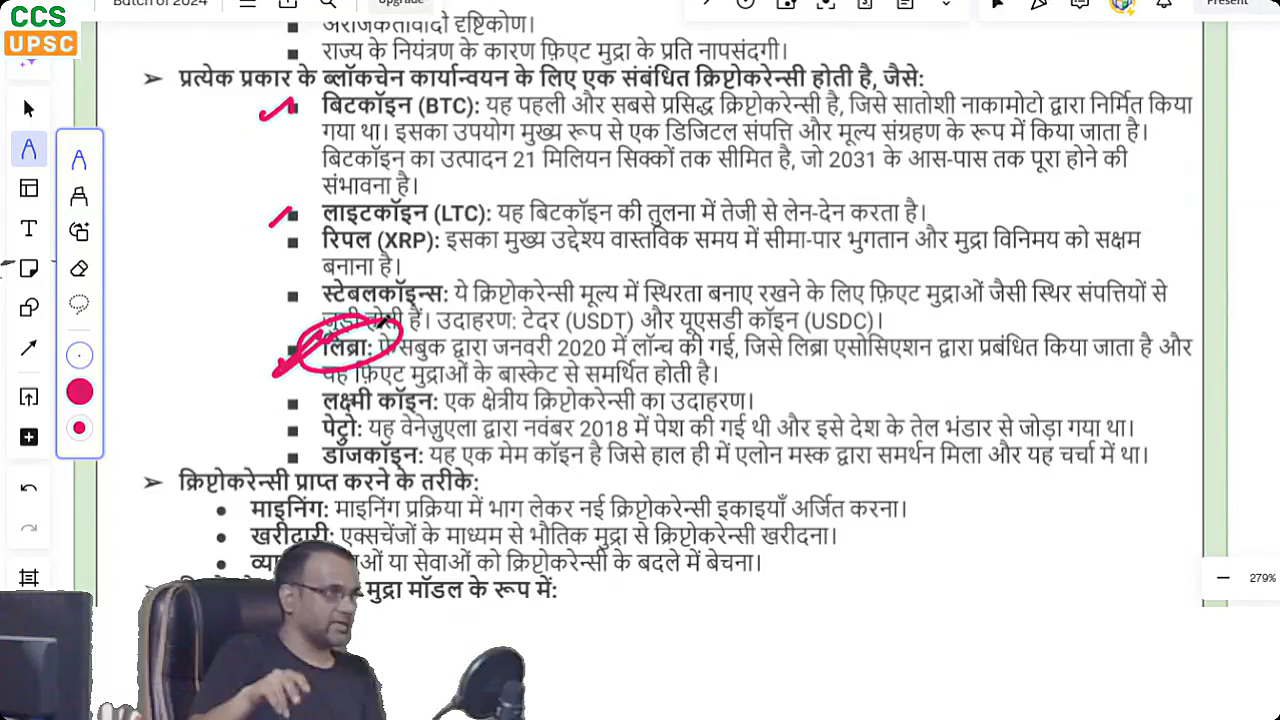 CCS
UPSC
Batch of 2024
Upgrade
Present
अराजकतावादी दृष्टिकोण।
राज्य के नियंत्रण के कारण फ़िएट मुद्रा के प्रति नापसंदगी।
➢ प्रत्येक प्रकार के ब्लॉकचेन कार्यान्वयन के लिए एक संबंधित क्रिप्टोकरेन्सी होती है, जैसे:
▪ बिटकॉइन (BTC): यह पहली और सबसे प्रसिद्ध क्रिप्टोकरेन्सी है, जिसे सातोशी नाकामोटो द्वारा निर्मित किया
गया था। इसका उपयोग मुख्य रूप से एक डिजिटल संपत्ति और मूल्य संग्रहण के रूप में किया जाता है।
बिटकॉइन का उत्पादन 21 मिलियन सिक्कों तक सीमित है, जो 2031 के आस-पास तक पूरा होने की
संभावना है।
▪ लाइटकॉइन (LTC): यह बिटकॉइन की तुलना में तेजी से लेन-देन करता है।
▪ रिपल (XRP): इसका मुख्य उद्देश्य वास्तविक समय में सीमा-पार भुगतान और मुद्रा विनिमय को सक्षम
बनाना है।
▪ स्टेबलकॉइन्स: ये क्रिप्टोकरेन्सी मूल्य में स्थिरता बनाए रखने के लिए फ़िएट मुद्राओं जैसी स्थिर संपत्तियों से
जुड़ी होती हैं। उदाहरण: टेदर (USDT) और यूएसडी कॉइन (USDC)।
▪ लिब्रा: फेसबुक द्वारा जनवरी 2020 में लॉन्च की गई, जिसे लिब्रा एसोसिएशन द्वारा प्रबंधित किया जाता है और
यह फ़िएट मुद्राओं के बास्केट से समर्थित होती है।
▪ लक्ष्मी कॉइन: एक क्षेत्रीय क्रिप्टोकरेन्सी का उदाहरण।
▪ पेट्रो: यह वेनेजुएला द्वारा नवंबर 2018 में पेश की गई थी और इसे देश के तेल भंडार से जोड़ा गया था।
▪ डॉजकॉइन: यह एक मेम कॉइन है जिसे हाल ही में एलोन मस्क द्वारा समर्थन मिला और यह चर्चा में था।
➢ क्रिप्टोकरेन्सी प्राप्त करने के तरीके:
• माइनिंग: माइनिंग प्रक्रिया में भाग लेकर नई क्रिप्टोकरेन्सी इकाइयाँ अर्जित करना।
• खरीदारी: एक्सचेंजों के माध्यम से भौतिक मुद्रा से क्रिप्टोकरेन्सी खरीदना।
• या सेवाओं को क्रिप्टोकरेन्सी के बदले में बेचना।
मुद्रा मॉडल के रूप में:
279%